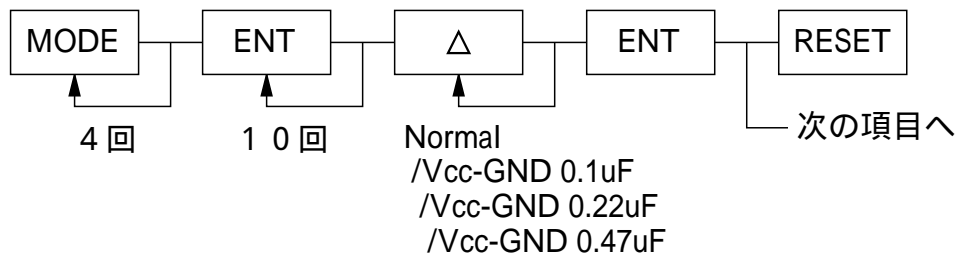 MODE ENT △ ENT RESET
4回 10回 次の項目へ
Normal
/Vcc-GND 0.1uF
/Vcc-GND 0.22uF
/Vcc-GND 0.47uF